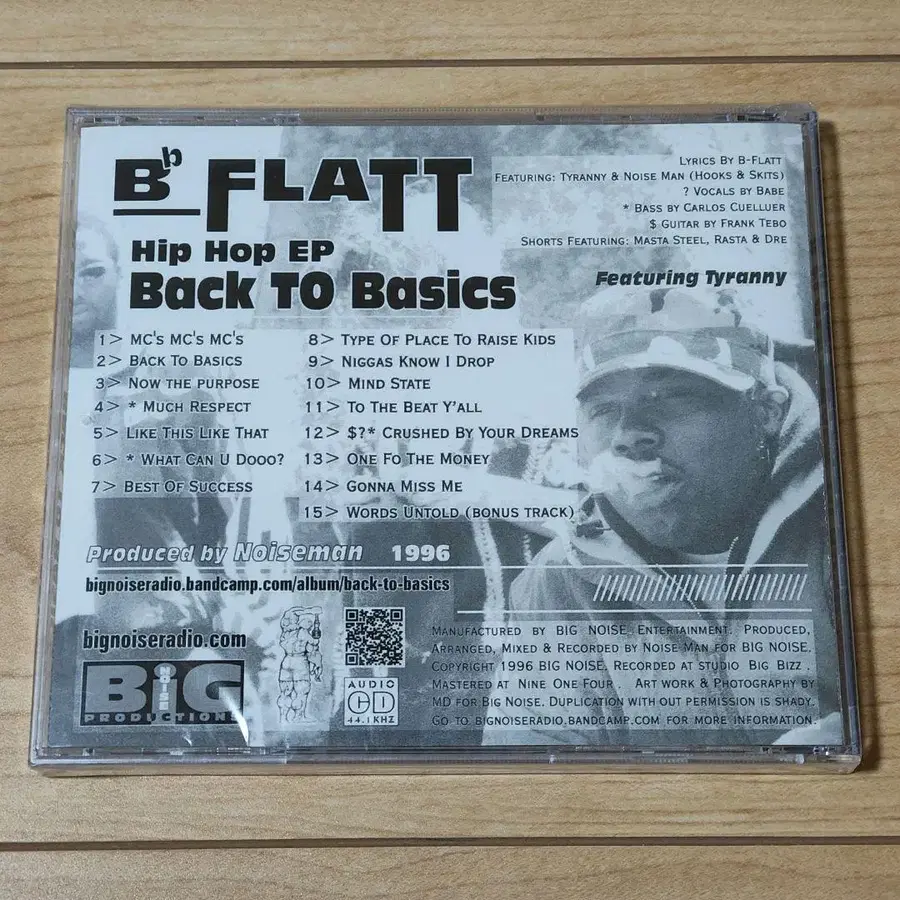 Bb FLATT
Hip Hop EP
Back TO Basics
Lyrics By B-Flatt
Featuring: Tyranny & Noise Man (Hooks & Skits)
? Vocals by Babe
* Bass by Carlos Cuelluer
$ Guitar by Frank Tebo
Shorts Featuring: Masta Steel, Rasta & Dre
Featuring Tyranny
1> MC's MC's MC's
2> Back To Basics
3> Now the purpose
4> * Much Respect
5> Like This Like That
6> * What Can U Dooo?
7> Best Of Success
8> Type Of Place To Raise Kids
9> Niggas Know I Drop
10> Mind State
11> To The Beat Y'all
12> $?* Crushed By Your Dreams
13> One Fo The Money
14> Gonna Miss Me
15> Words Untold (bonus track)
Produced by Noiseman 1996
bignoiseradio.bandcamp.com/album/back-to-basics
bignoiseradio.com
BiG
NOISE
PRODUCTIONS
AUDIO
CD
44.1KHZ
Manufactured by BIG NOISE Entertainment. Produced,
Arranged, Mixed & Recorded by Noise Man for BIG NOISE.
Copyright 1996 BIG NOISE. Recorded at studio Big Bizz .
Mastered at Nine One Four . Art work & Photography by
MD for Big Noise. Duplication with out permission is shady.
Go to bignoiseradio.bandcamp.com for more information.